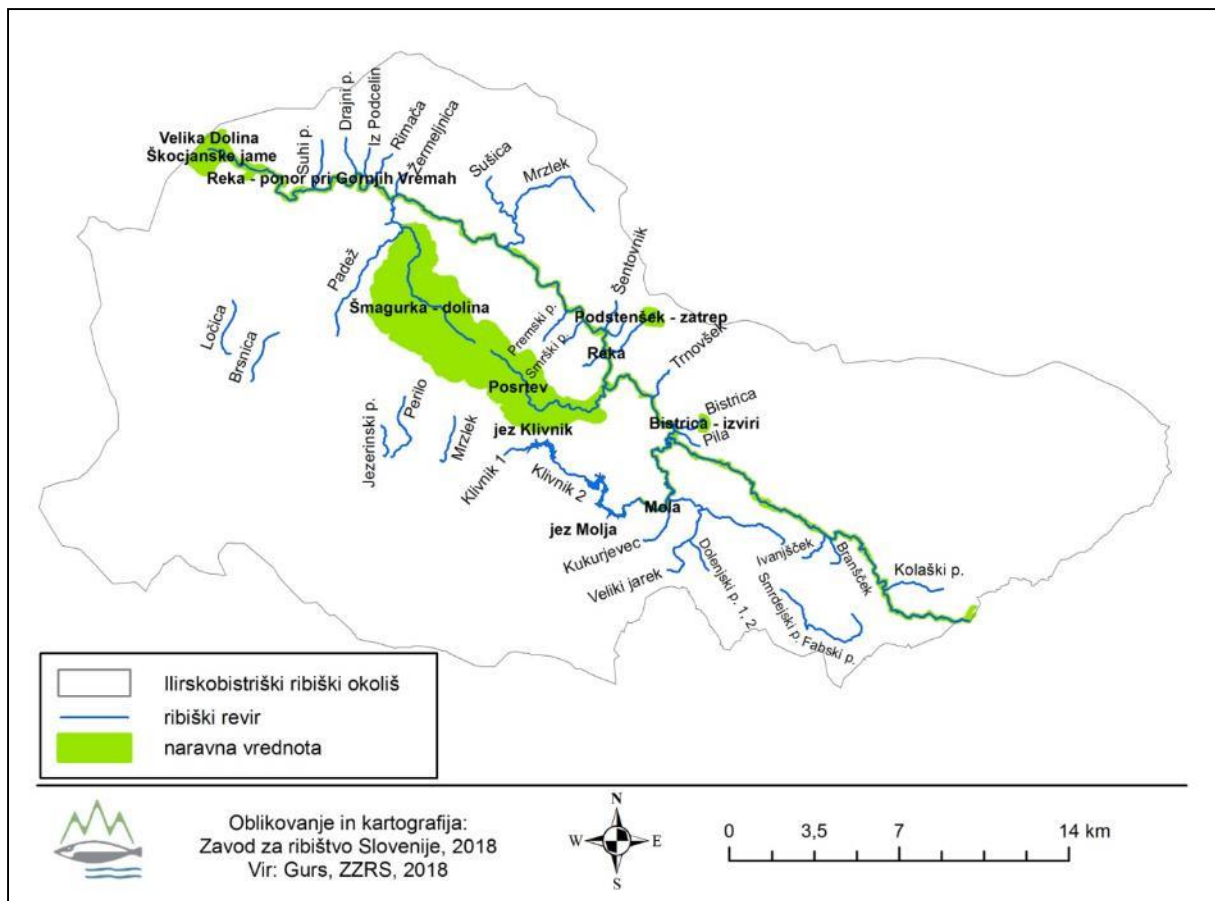 Velika Dolina
Škocjanske jame
Reka - ponor pri Gornjih Vremah
Suhi p.
Drajni p.
Iz Podcelin
Rimača
Žermeljnica
Sušica
Mrzlek
Padež
Šmagurka - dolina
Šentovnik
Podstenšek - zatrep
Premski p.
Smrški p.
Reka
Trnovšek
Ločica
Brsnica
Posrtev
Bistrica
Bistrica - izviri
Pila
Jezerinski p.
Perilo
Mrzlek
jez Klivnik
Klivnik 1
Klivnik 2
jez Molja
Mola
Kukurjevec
Veliki jarek
Dolenjski p. 1, 2
Ivanjšček
Branšček
Kolaški p.
Smrdejski p.
Fabski p.
Ilirskobistriški ribiški okoliš
ribiški revir
naravna vrednota
Oblikovanje in kartografija:
Zavod za ribištvo Slovenije, 2018
Vir: Gurs, ZZRS, 2018
N
W E
S
0 3,5 7 14 km